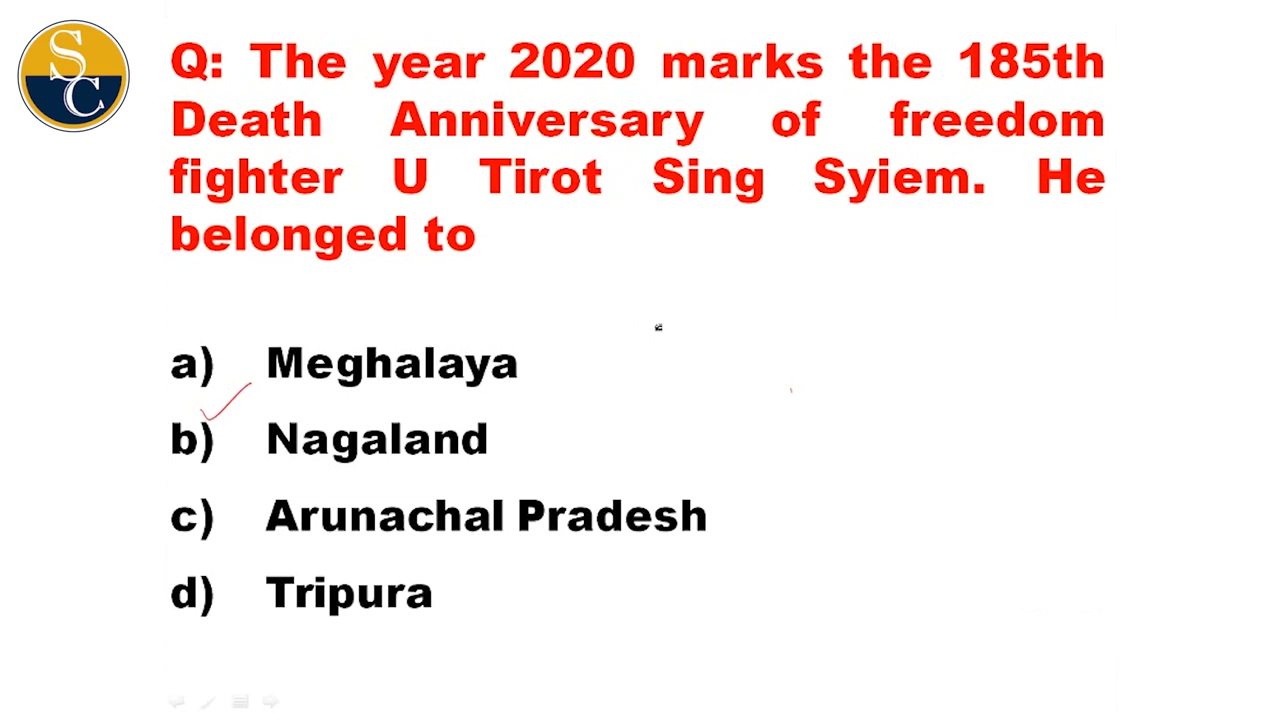 SC
Q: The year 2020 marks the 185th
Death Anniversary of freedom
fighter U Tirot Sing Syiem. He
belonged to
a) Meghalaya
b) Nagaland
c) Arunachal Pradesh
d) Tripura